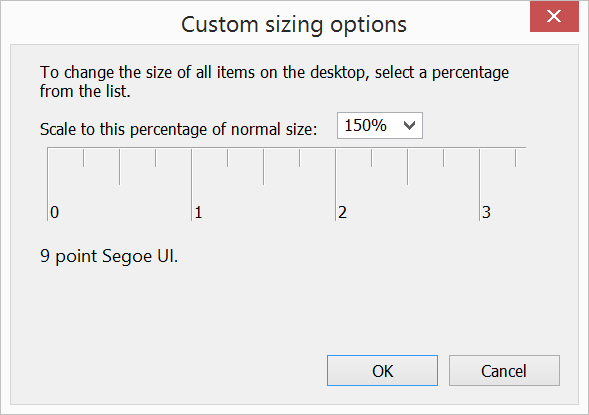 Custom sizing options
To change the size of all items on the desktop, select a percentage
from the list.
Scale to this percentage of normal size: 150%
0 1 2 3
9 point Segoe UI.
OK Cancel